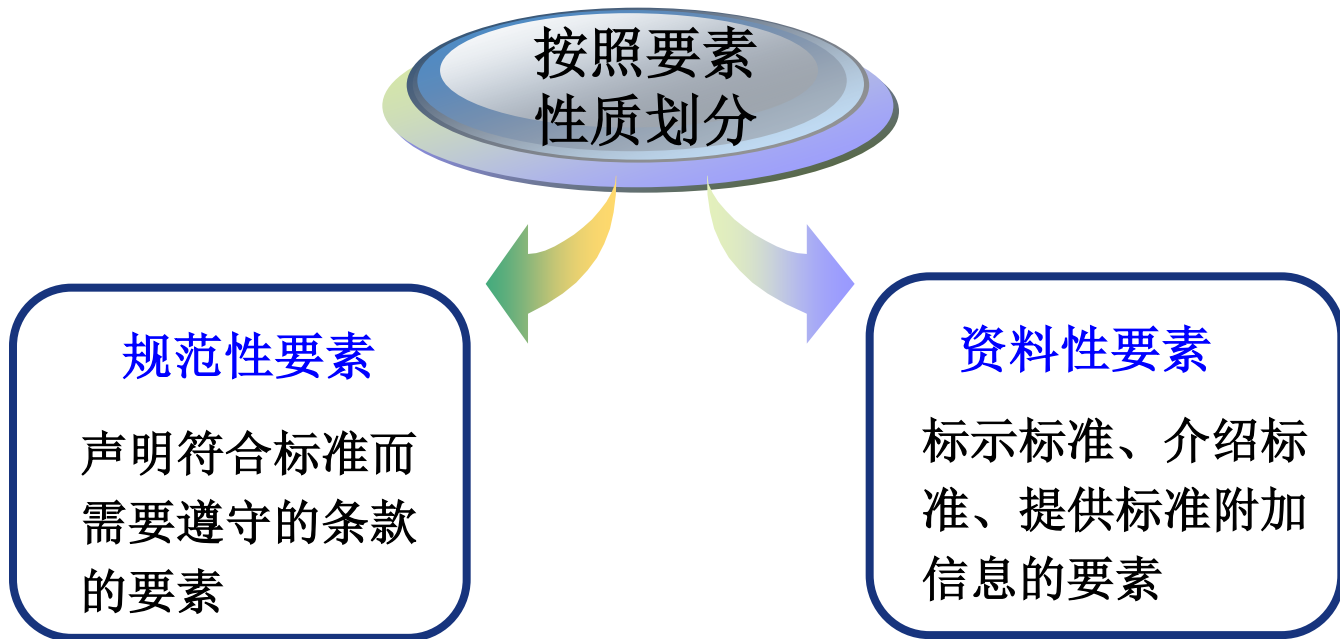 按照要素
性质划分
规范性要素
声明符合标准而
需要遵守的条款
的要素
资料性要素
标示标准、介绍标
准、提供标准附加
信息的要素